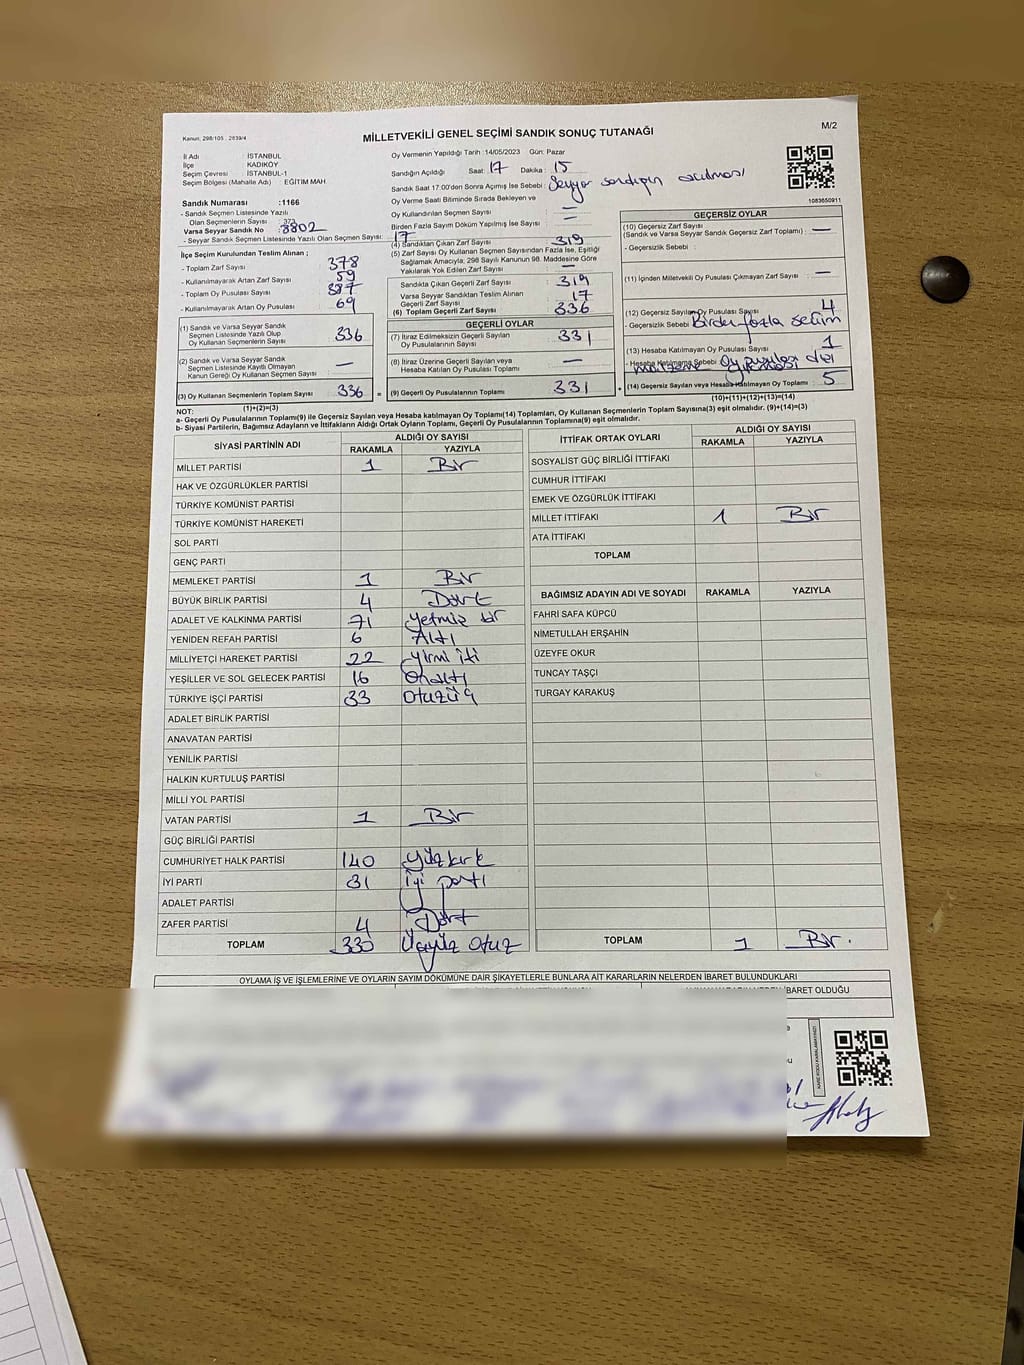 Kanun: 298/105 . 2839/4
MİLLETVEKİLİ GENEL SEÇİMİ SANDIK SONUÇ TUTANAĞI
M/2
İl Adı : İSTANBUL
İlçe : KADIKÖY
Seçim Çevresi : İSTANBUL-1
Seçim Bölgesi (Mahalle Adı) : EĞİTİM MAH
Oy Vermenin Yapıldığı Tarih :14/05/2023 Gün: Pazar
Sandığın Açıldığı Saat: 17 Dakika : 15
Sandık Saat 17:00'den Sonra Açılmış İse Sebebi : Seyyar sandığın açılması
Oy Verme Saati Bitiminde Sırada Bekleyen ve
Oy Kullandırılan Seçmen Sayısı : —
Birden Fazla Sayım Döküm Yapılmış İse Sayısı : —
1083650911
Sandık Numarası :1166
- Sandık Seçmen Listesinde Yazılı
Olan Seçmenlerin Sayısı : 373
Varsa Seyyar Sandık No : 8802
- Seyyar Sandık Seçmen Listesinde Yazılı Olan Seçmen Sayısı: 17
İlçe Seçim Kurulundan Teslim Alınan ;
- Toplam Zarf Sayısı : 378
- Kullanılmayarak Artan Zarf Sayısı : 59
- Toplam Oy Pusulası Sayısı :
- Kullanılmayarak Artan Oy Pusulası : 69
(1) Sandık ve Varsa Seyyar Sandık
Seçmen Listesinde Yazılı Olup
Oy Kullanan Seçmenlerin Sayısı : 336
(2) Sandık ve Varsa Seyyar Sandık
Seçmen Listesinde Kayıtlı Olmayan
Kanun Gereği Oy Kullanan Seçmen Sayısı : —
(3) Oy Kullanan Seçmenlerin Toplam Sayısı : 336 =
(1)+(2)=(3)
(4) Sandıktan Çıkan Zarf Sayısı : 319
(5) Zarf Sayısı Oy Kullanan Seçmen Sayısından Fazla İse, Eşitliği
Sağlamak Amacıyla; 298 Sayılı Kanunun 98. Maddesine Göre
Yakılarak Yok Edilen Zarf Sayısı : —
Sandıkta Çıkan Geçerli Zarf Sayısı : 319
Varsa Seyyar Sandıktan Teslim Alınan
Geçerli Zarf Sayısı : 17
(6) Toplam Geçerli Zarf Sayısı : 336
GEÇERLİ OYLAR
(7) İtiraz Edilmeksizin Geçerli Sayılan
Oy Pusulalarının Sayısı : 331
(8) İtiraz Üzerine Geçerli Sayılan veya
Hesaba Katılan Oy Pusulaları Toplamı : —
(9) Geçerli Oy Pusulalarının Toplamı : 331 +
GEÇERSİZ OYLAR
(10) Geçersiz Zarf Sayısı
(Sandık ve Varsa Seyyar Sandık Geçersiz Zarf Toplamı) : —
- Geçersizlik Sebebi :
(11) İçinden Milletvekili Oy Pusulası Çıkmayan Zarf Sayısı : —
(12) Geçersiz Sayılan Oy Pusulası Sayısı : 4
- Geçersizlik Sebebi Birden fazla seçim
(13) Hesaba Katılmayan Oy Pusulası Sayısı : 1
- Hesaba Katılmama Sebebi : Oy pusulası
(14) Geçersiz Sayılan veya Hesaba Katılmayan Oy Toplamı : 5
(10)+(11)+(12)+(13)=(14)
NOT:
a- Geçerli Oy Pusulalarının Toplamı(9) ile Geçersiz Sayılan veya Hesaba katılmayan Oy Toplamı(14) Toplamları, Oy Kullanan Seçmenlerin Toplam Sayısına(3) eşit olmalıdır. (9)+(14)=(3)
b- Siyasi Partilerin, Bağımsız Adayların ve İttifakların Aldığı Ortak Oyların Toplamı, Geçerli Oy Pusulalarının Toplamına(9) eşit olmalıdır.
SİYASİ PARTİNİN ADI ALDIĞI OY SAYISI
RAKAMLA YAZIYLA
MİLLET PARTİSİ 1 Bir
HAK VE ÖZGÜRLÜKLER PARTİSİ
TÜRKİYE KOMÜNİST PARTİSİ
TÜRKİYE KOMÜNİST HAREKETİ
SOL PARTİ
GENÇ PARTİ
MEMLEKET PARTİSİ 1 Bir
BÜYÜK BİRLİK PARTİSİ 4 Dört
ADALET VE KALKINMA PARTİSİ 71 Yetmiş bir
YENİDEN REFAH PARTİSİ 6 Altı
MİLLİYETÇİ HAREKET PARTİSİ 22 Yirmi iki
YEŞİLLER VE SOL GELECEK PARTİSİ 16 Onaltı
TÜRKİYE İŞÇİ PARTİSİ 33 Otuzüç
ADALET BİRLİK PARTİSİ
ANAVATAN PARTİSİ
YENİLİK PARTİSİ
HALKIN KURTULUŞ PARTİSİ
MİLLİ YOL PARTİSİ
VATAN PARTİSİ 1 Bir
GÜÇ BİRLİĞİ PARTİSİ
CUMHURİYET HALK PARTİSİ 140 Yüzkırk
İYİ PARTİ 31 İyi parti
ADALET PARTİSİ
ZAFER PARTİSİ 4 Dört
TOPLAM 330 Üçyüz Otuz
İTTİFAK ORTAK OYLARI ALDIĞI OY SAYISI
RAKAMLA YAZIYLA
SOSYALİST GÜÇ BİRLİĞİ İTTİFAKI
CUMHUR İTTİFAKI
EMEK VE ÖZGÜRLÜK İTTİFAKI
MİLLET İTTİFAKI 1 Bir
ATA İTTİFAKI
TOPLAM
BAĞIMSIZ ADAYIN ADI VE SOYADI RAKAMLA YAZIYLA
FAHRİ SAFA KÜPCÜ
NİMETULLAH ERŞAHİN
ÜZEYFE OKUR
TUNCAY TAŞÇI
TURGAY KARAKUŞ
TOPLAM 1 Bir.
OYLAMA İŞ VE İŞLEMLERİNE VE OYLARIN SAYIM DÖKÜMÜNE DAİR ŞİKAYETLERLE BUNLARA AİT KARARLARIN NELERDEN İBARET BULUNDUKLARI
İBARET OLDUĞU